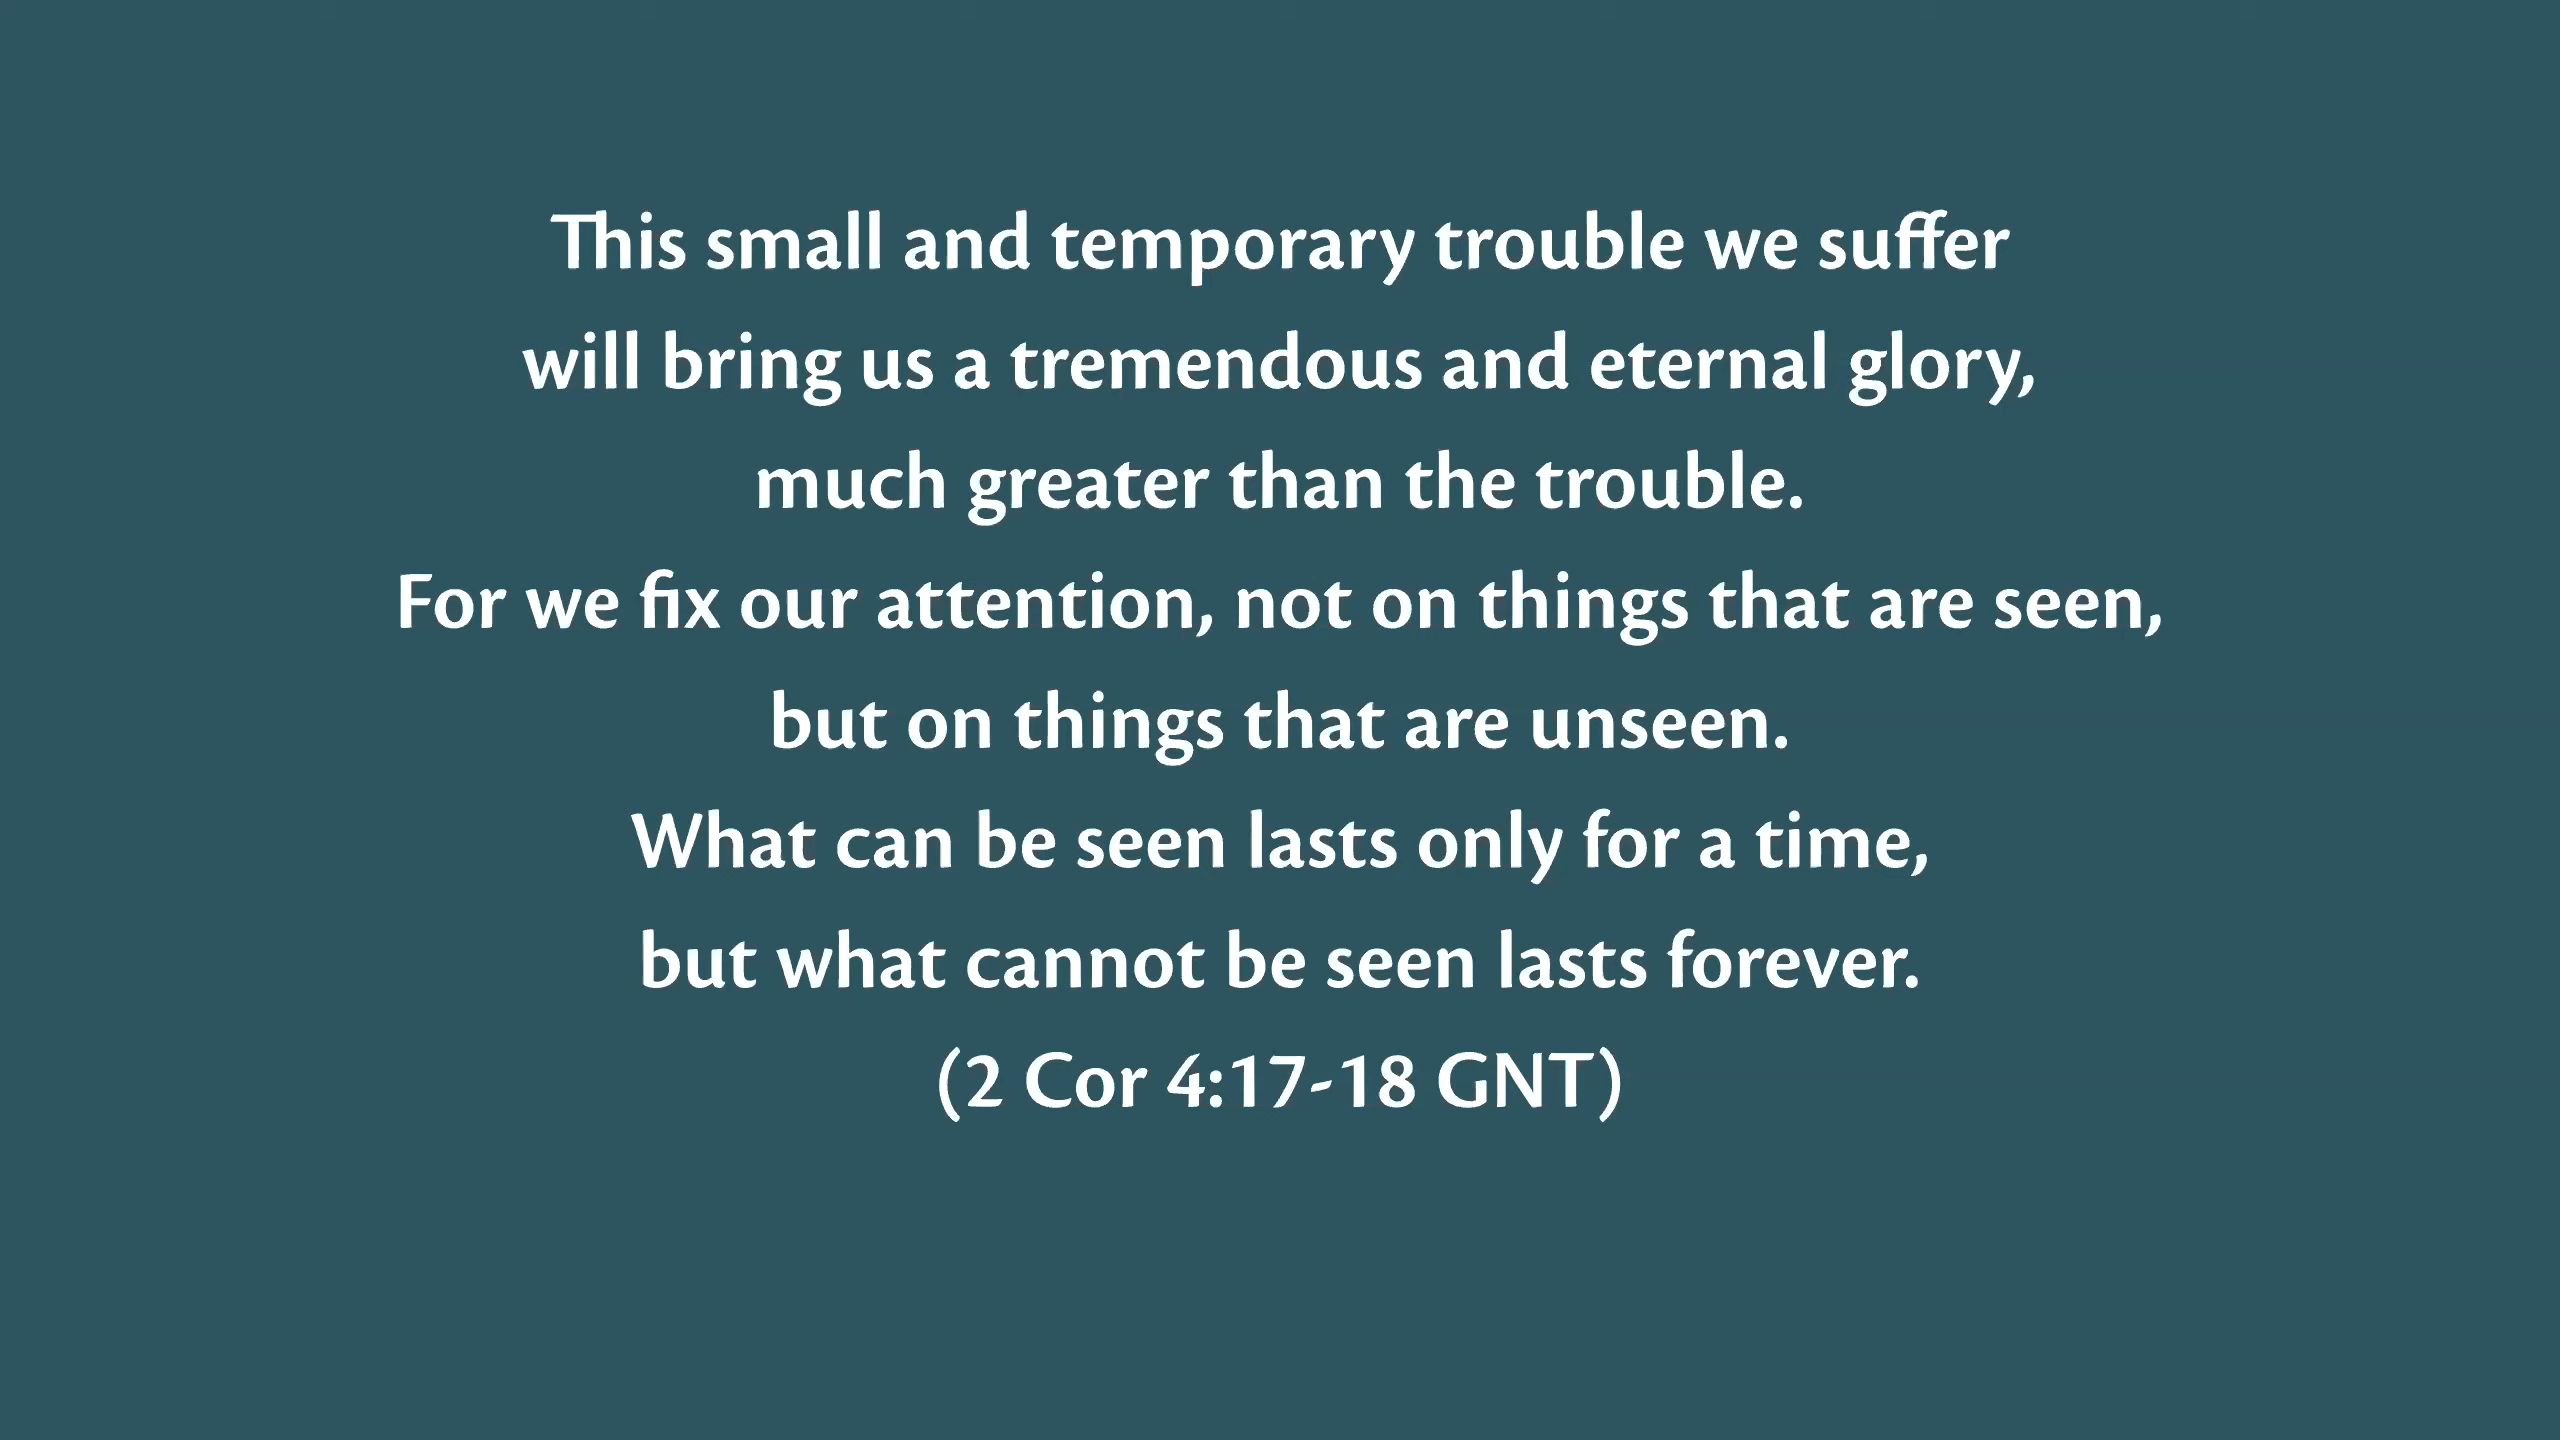 This small and temporary trouble we suffer
will bring us a tremendous and eternal glory,
much greater than the trouble.
For we fix our attention, not on things that are seen,
but on things that are unseen.
What can be seen lasts only for a time,
but what cannot be seen lasts forever.
(2 Cor 4:17-18 GNT)